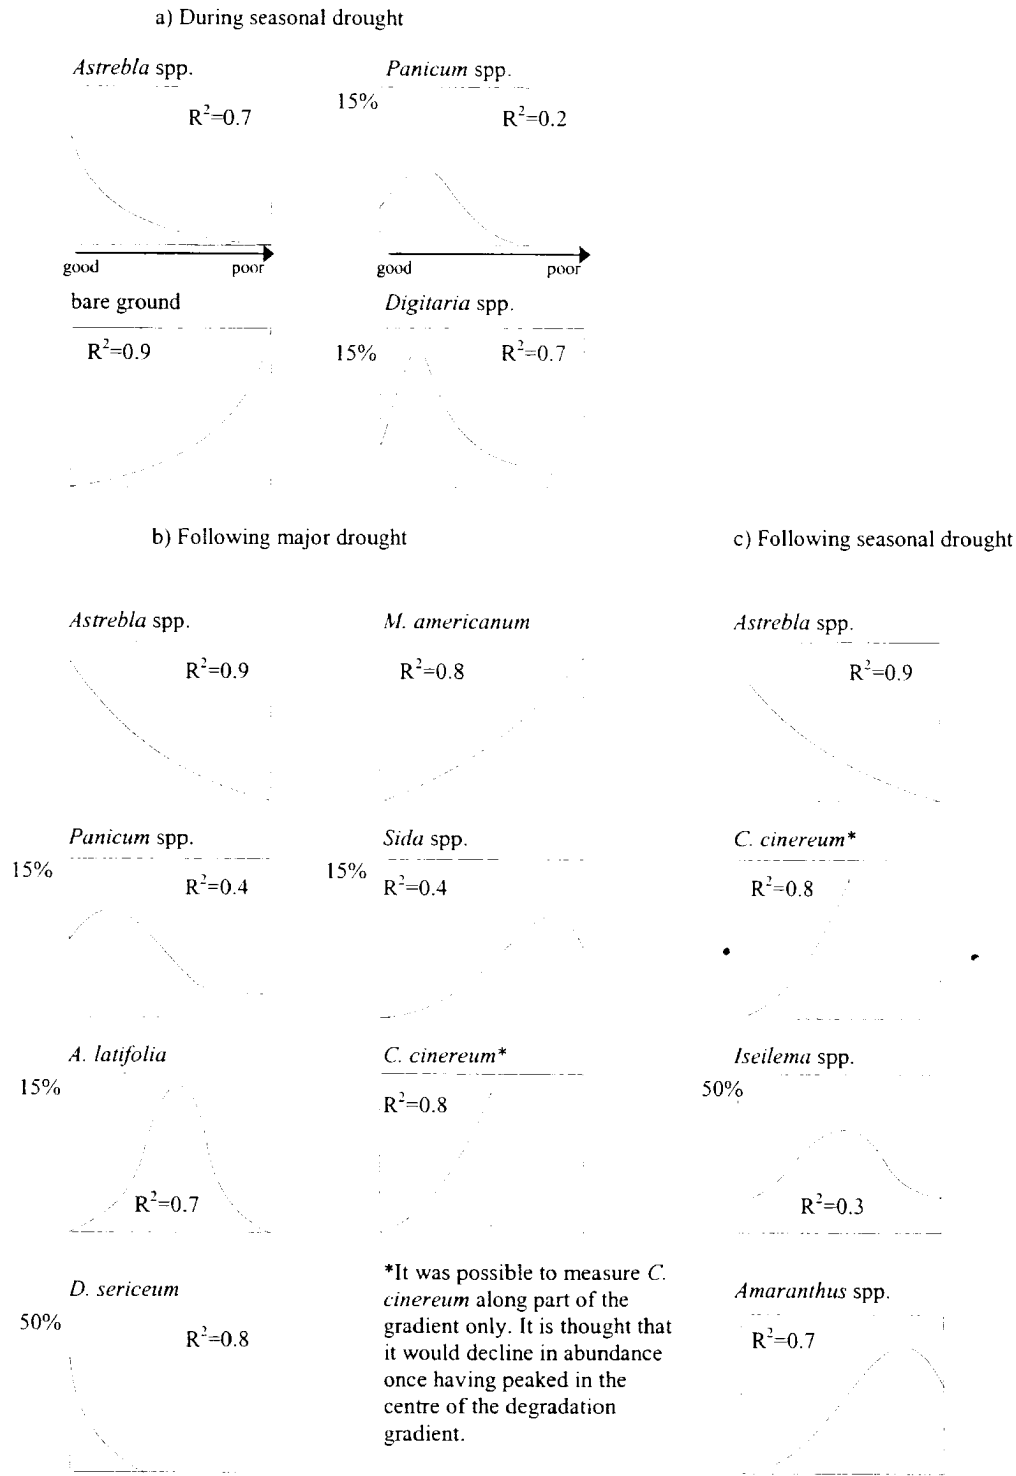 a) During seasonal drought
Astrebla spp.
R²=0.7
good
poor
Panicum spp.
15%
R²=0.2
good
poor
bare ground
R²=0.9
Digitaria spp.
15%
R²=0.7
b) Following major drought
Astrebla spp.
R²=0.9
M. americanum
R²=0.8
Panicum spp.
15%
R²=0.4
Sida spp.
15%
R²=0.4
A. latifolia
15%
R²=0.7
C. cinereum*
R²=0.8
D. sericeum
50%
R²=0.8
*It was possible to measure C.
cinereum along part of the
gradient only. It is thought that
it would decline in abundance
once having peaked in the
centre of the degradation
gradient.
c) Following seasonal drought
Astrebla spp.
R²=0.9
C. cinereum*
R²=0.8
Iseilema spp.
50%
R²=0.3
Amaranthus spp.
R²=0.7